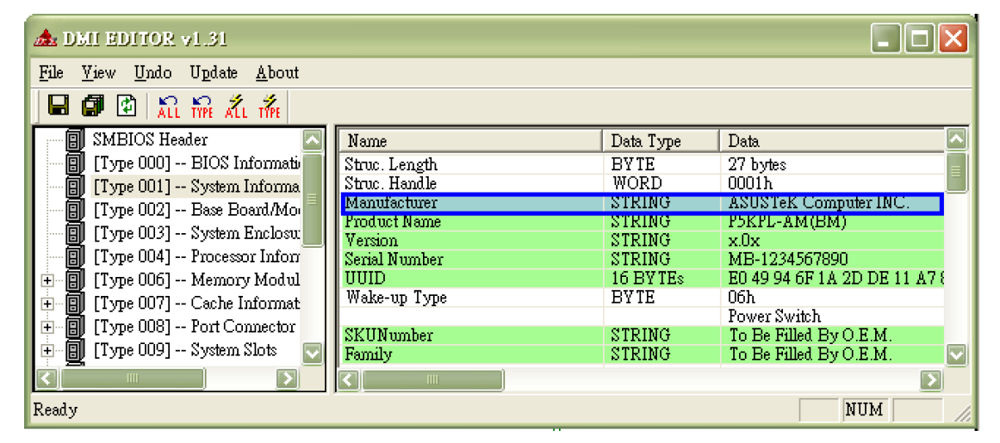 DMI EDITOR v1.31
File View Undo Update About
ALL TYPE ALL TYPE
SMBIOS Header
[Type 000] -- BIOS Informati
[Type 001] -- System Informa
[Type 002] -- Base Board/Mo
[Type 003] -- System Enclosu
[Type 004] -- Processor Inform
[Type 006] -- Memory Modul
[Type 007] -- Cache Informat
[Type 008] -- Port Connector
[Type 009] -- System Slots
Name Data Type Data
Struc. Length BYTE 27 bytes
Struc. Handle WORD 0001h
Manufacturer STRING ASUSTeK Computer INC.
Product Name STRING P5KPL-AM(BM)
Version STRING x.0x
Serial Number STRING MB-1234567890
UUID 16 BYTEs E0 49 94 6F 1A 2D DE 11 A7 8
Wake-up Type BYTE 06h
Power Switch
SKUNumber STRING To Be Filled By O.E.M.
Family STRING To Be Filled By O.E.M.
Ready NUM